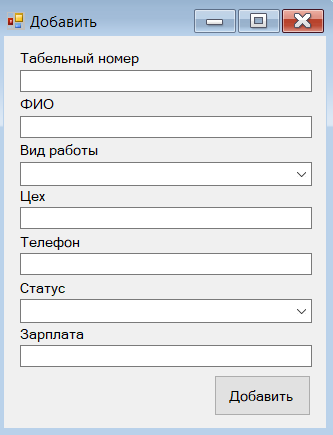 Добавить
Табельный номер
ФИО
Вид работы
Цех
Телефон
Статус
Зарплата
Добавить